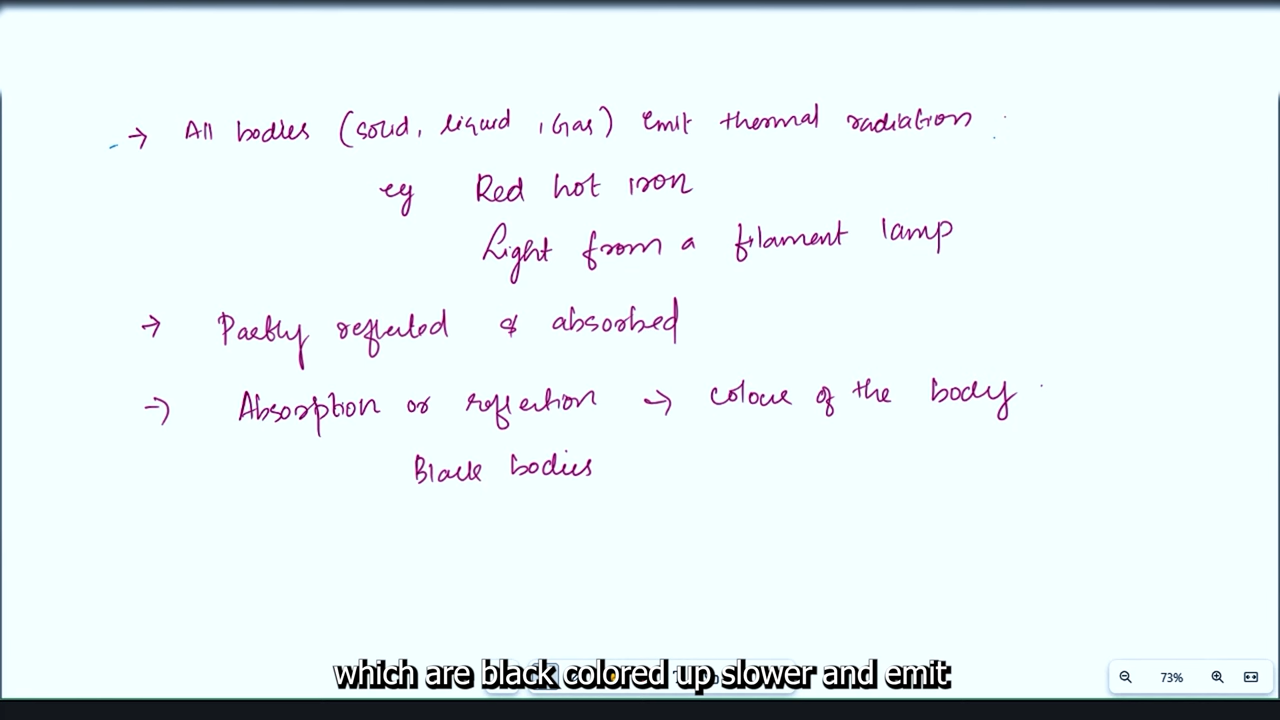 → All bodies (solid, liquid, Gas) emit thermal radiation
eg Red hot iron
Light from a filament lamp
→ Partly reflected & absorbed
→ Absorption or reflection → colour of the body
Black bodies
which are black colored up slower and emit
73%